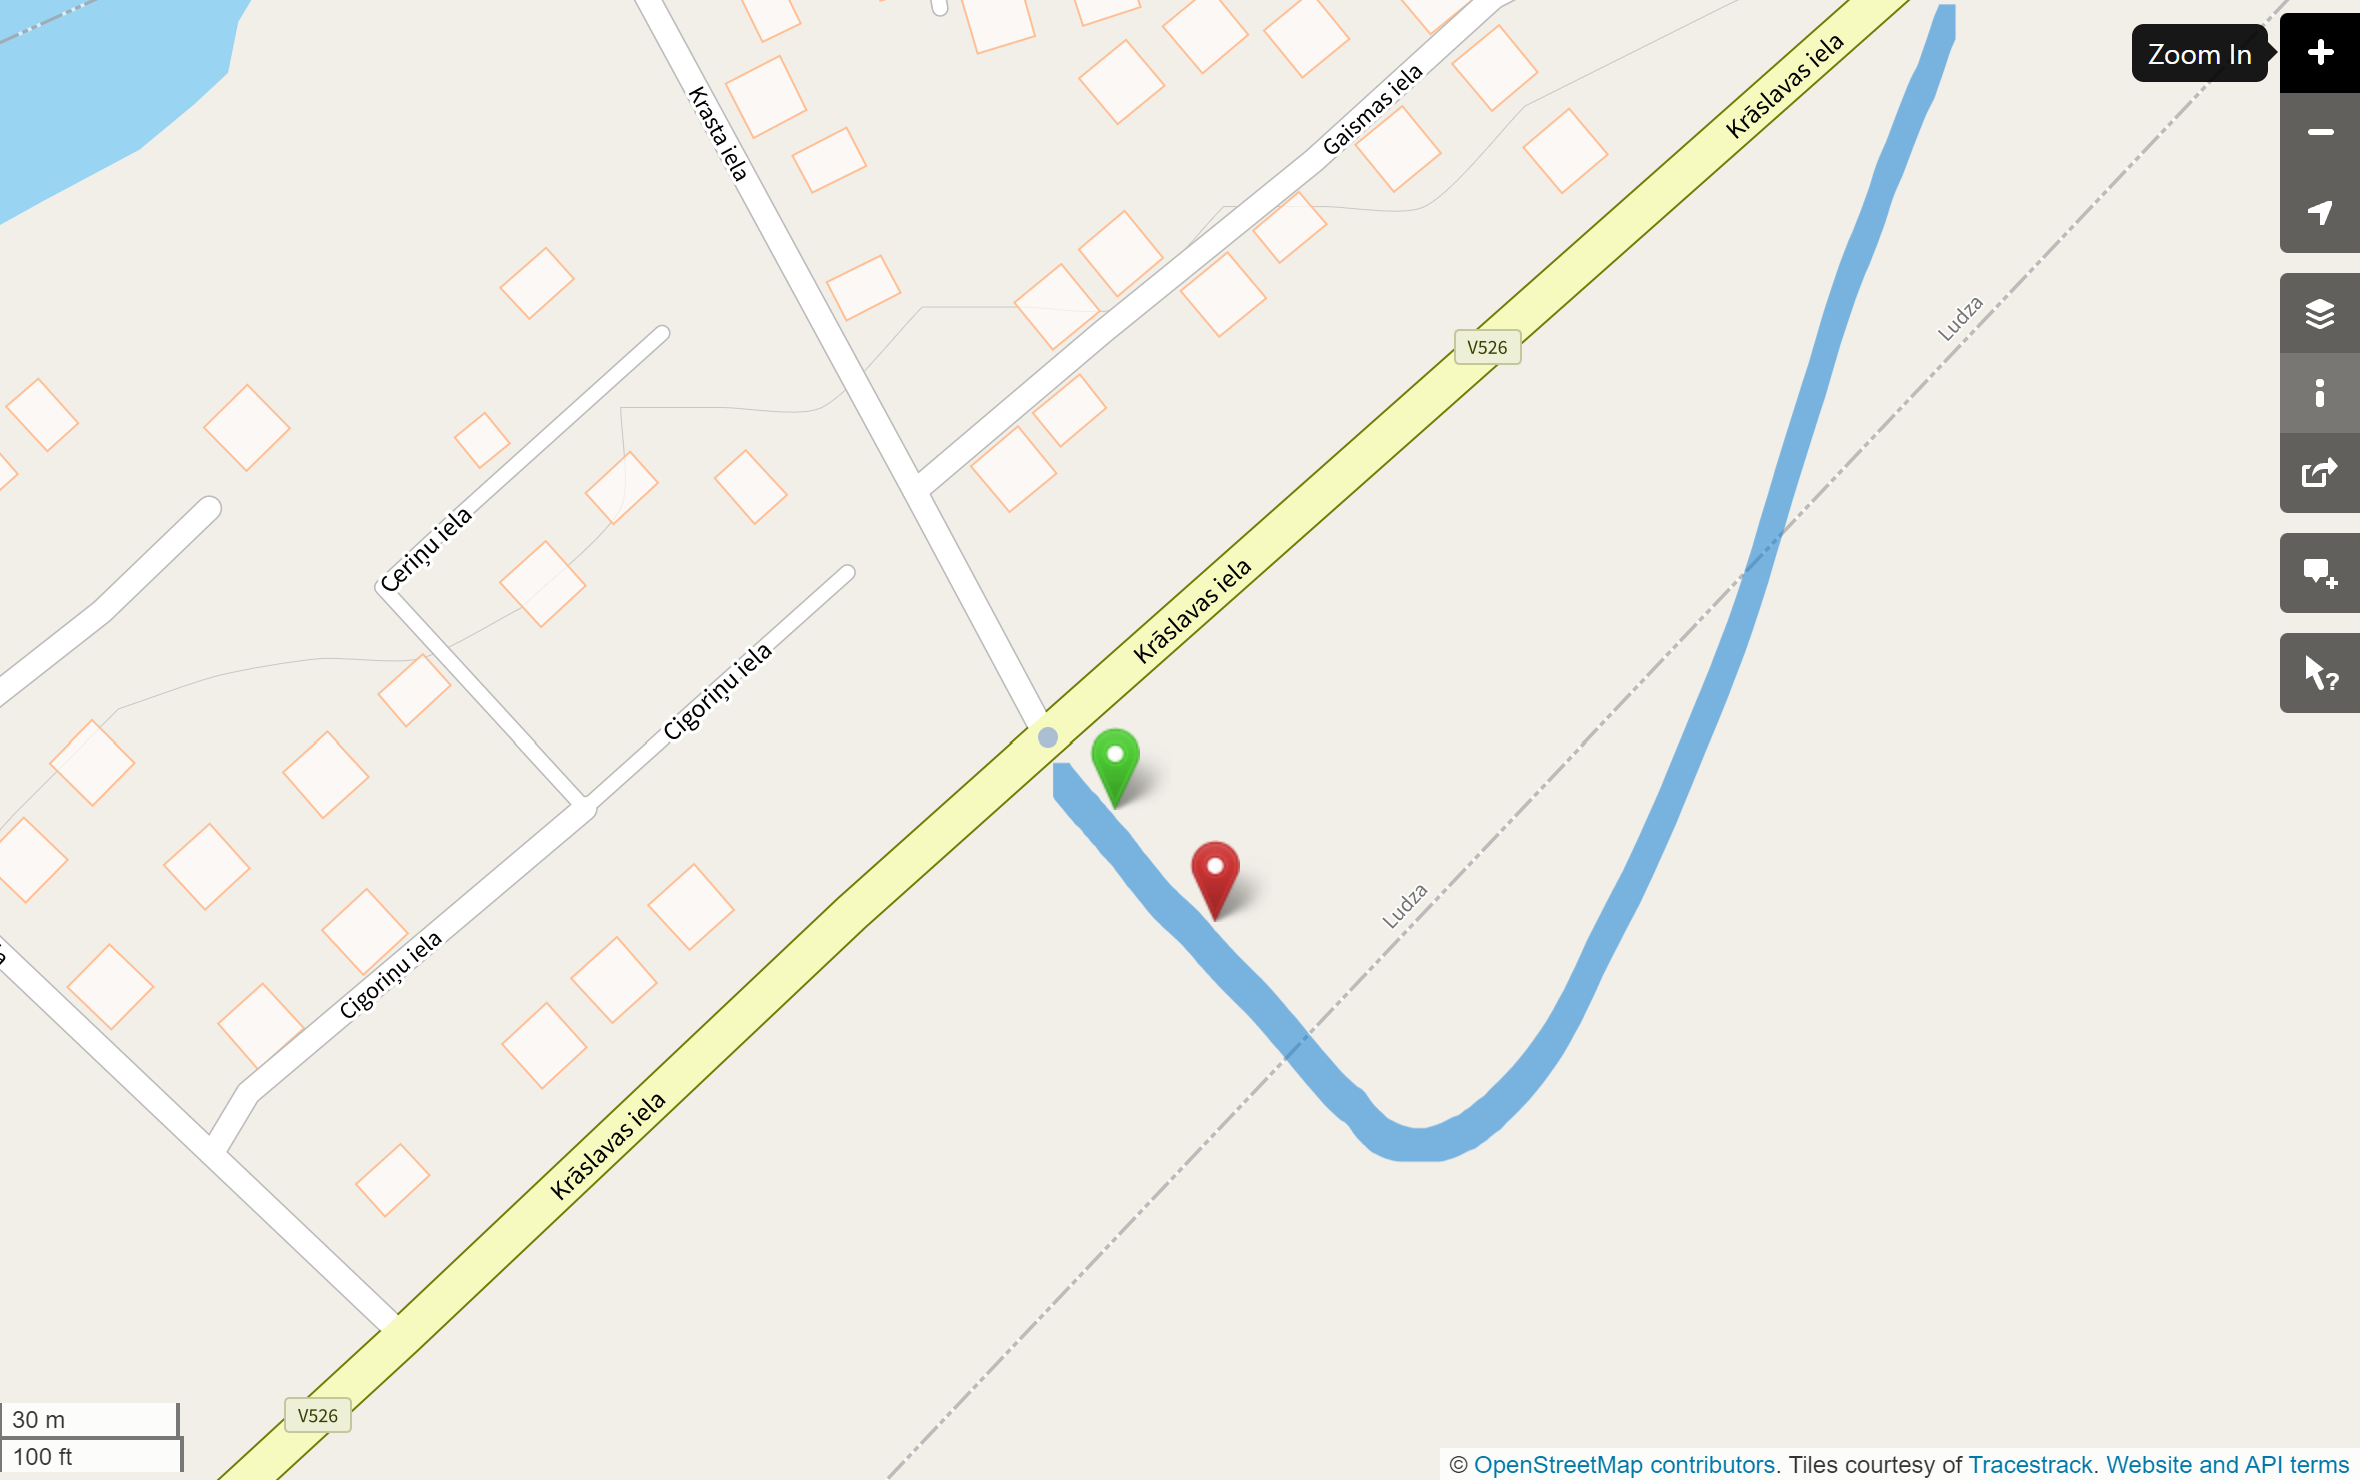 Zoom In
Krāslavas iela
Gaismas iela
Krasta iela
Ludza
V526
Ceriņu iela
Krāslavas iela
Cigoriņu iela
Ludza
Cigoriņu iela
Krāslavas iela
V526
30 m
100 ft
© OpenStreetMap contributors. Tiles courtesy of Tracestrack. Website and API terms